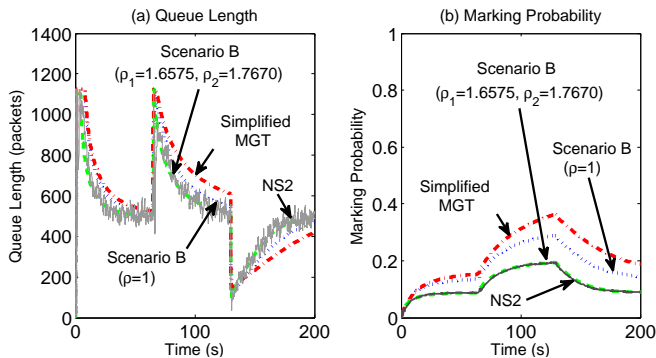 (a) Queue Length
Queue Length (packets)
1400
1200
1000
800
600
400
200
0
0
100
200
Time (s)
Scenario B
(ρ1=1.6575, ρ2=1.7670)
Simplified
MGT
NS2
Scenario B
(ρ=1)
(b) Marking Probability
Marking Probability
1
0.8
0.6
0.4
0.2
0
0
100
200
Time (s)
Scenario B
(ρ1=1.6575, ρ2=1.7670)
Scenario B
(ρ=1)
Simplified
MGT
NS2